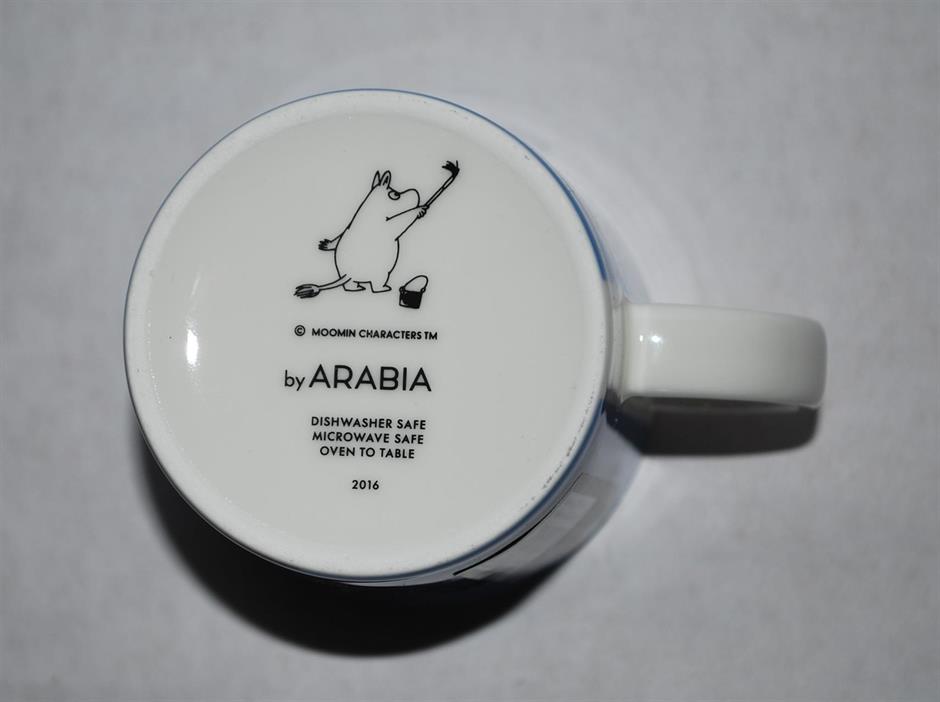 © MOOMIN CHARACTERS TM
by ARABIA
DISHWASHER SAFE
MICROWAVE SAFE
OVEN TO TABLE
2016